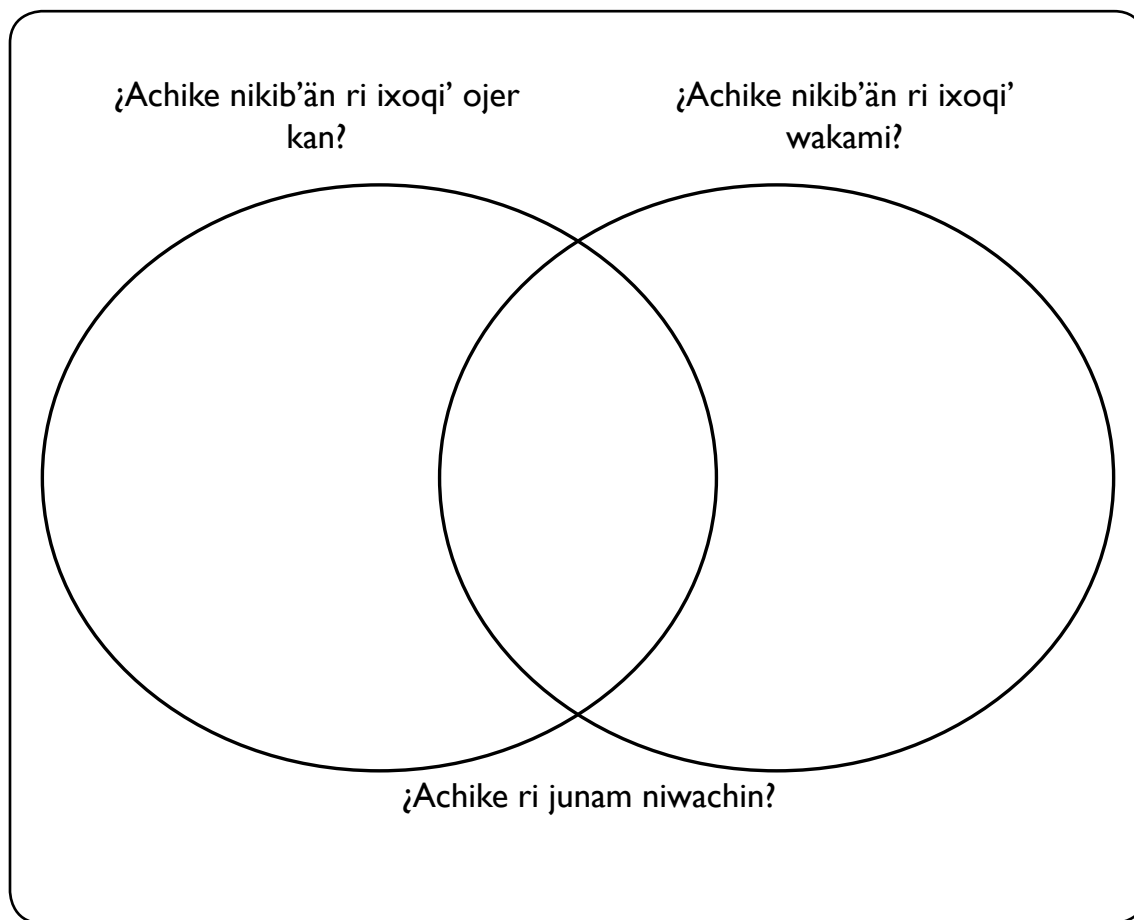 ¿Achike nikib’än ri ixoqi’ ojer
kan?
¿Achike nikib’än ri ixoqi’
wakami?
¿Achike ri junam niwachin?